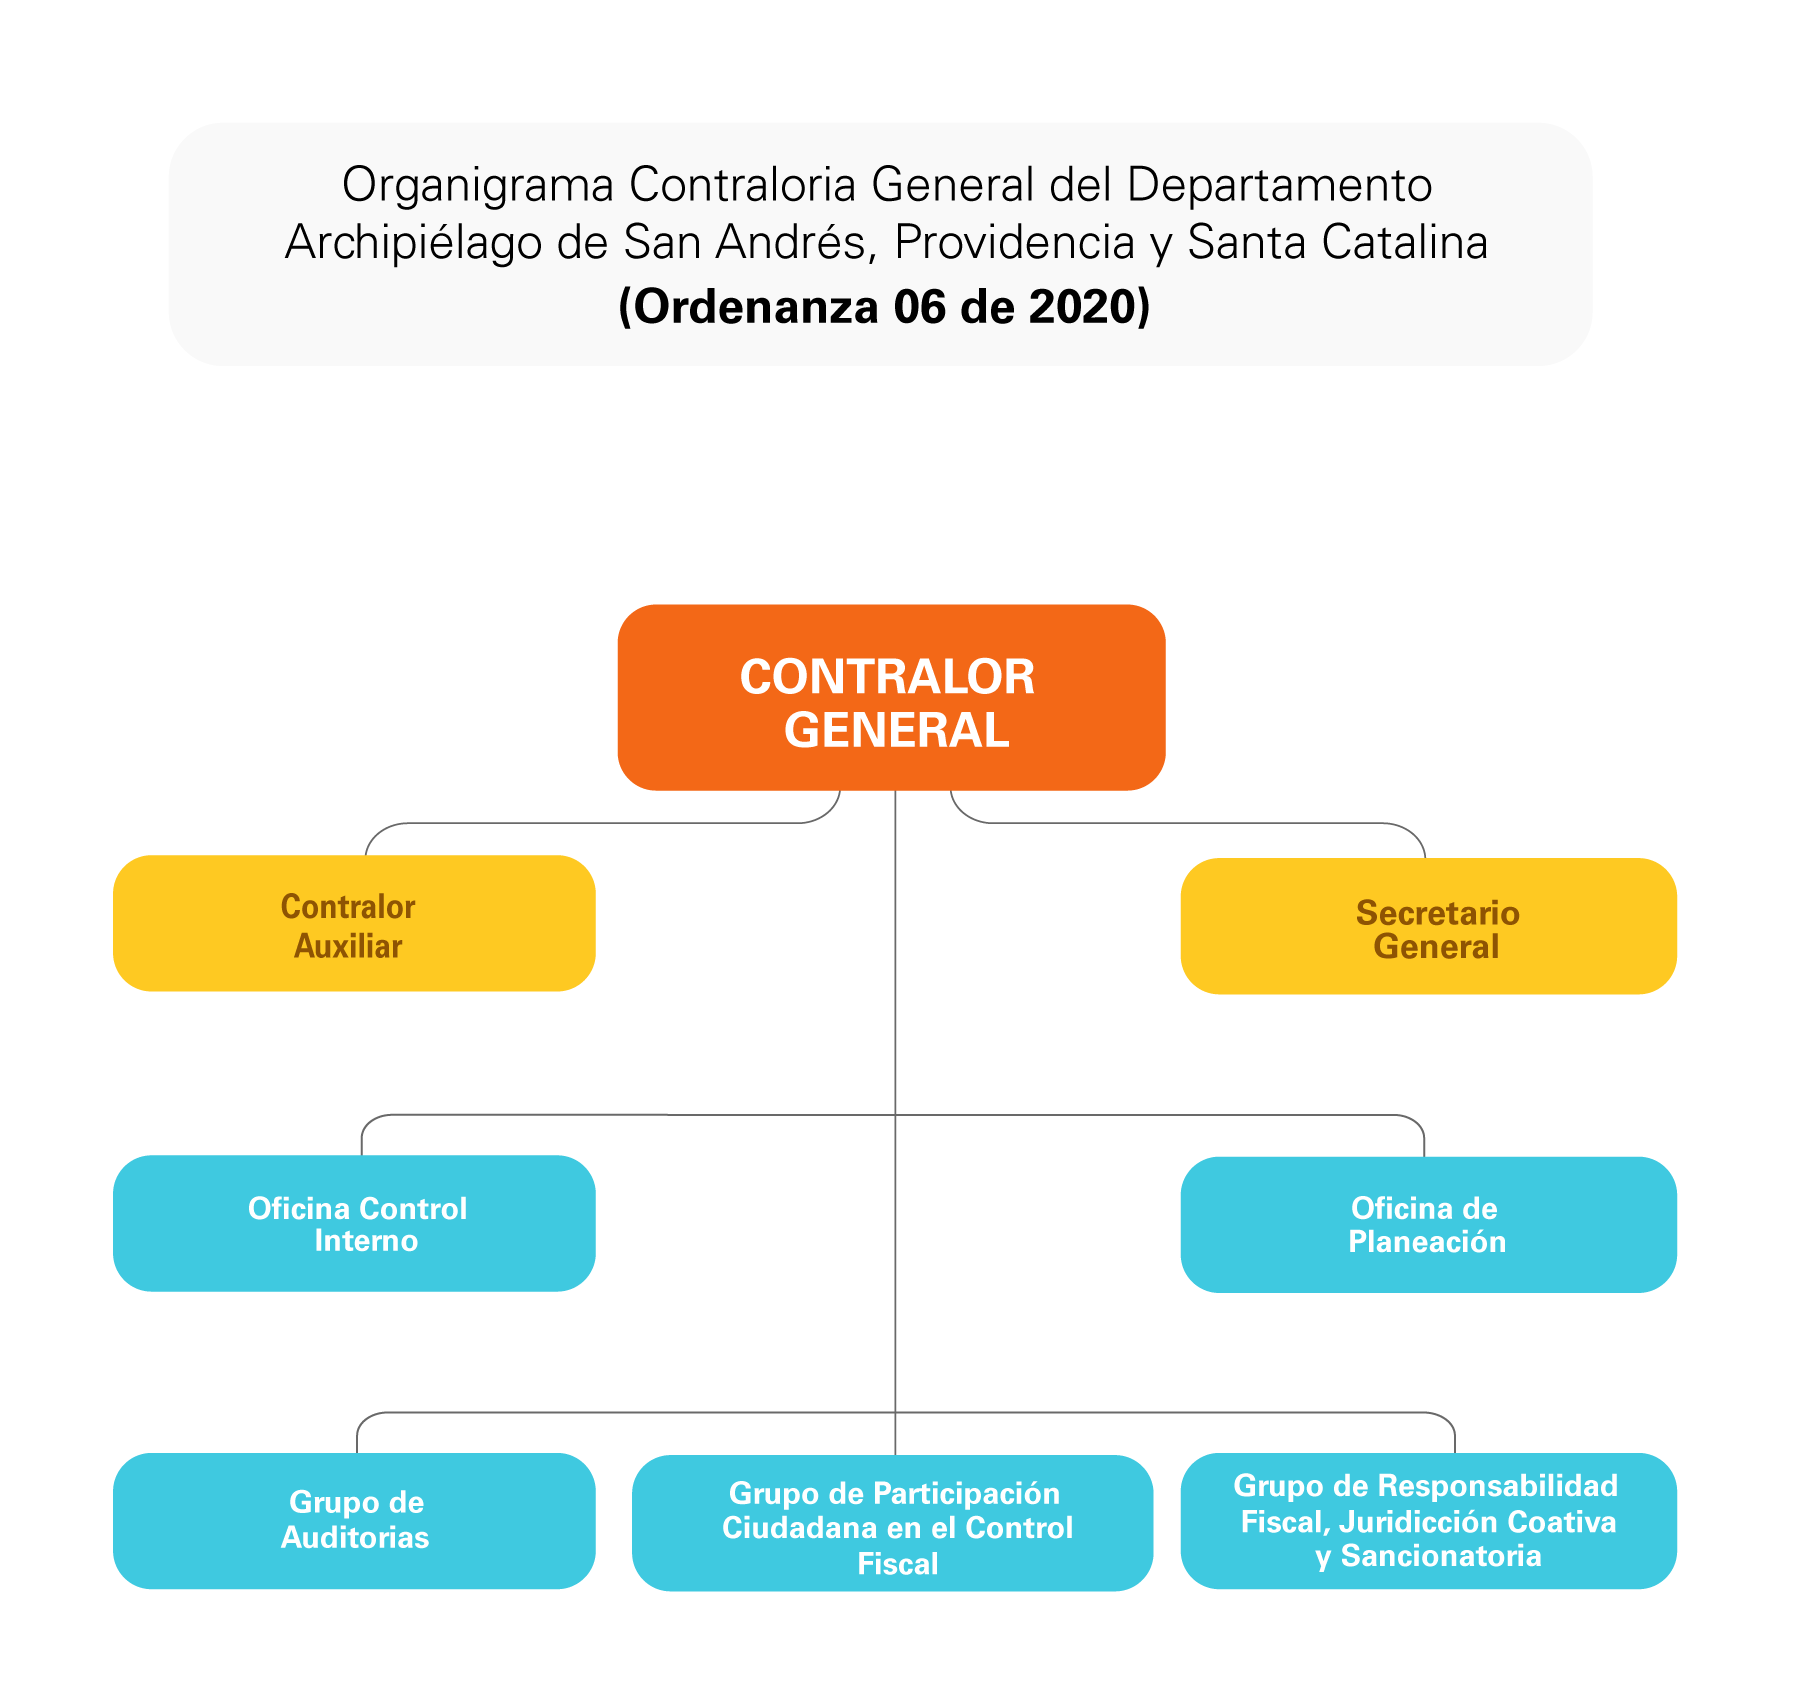 Organigrama Contraloria General del Departamento
Archipiélago de San Andrés, Providencia y Santa Catalina
(Ordenanza 06 de 2020)
CONTRALOR
GENERAL
Contralor
Auxiliar
Secretario
General
Oficina Control
Interno
Oficina de
Planeación
Grupo de
Auditorias
Grupo de Participación
Ciudadana en el Control
Fiscal
Grupo de Responsabilidad
Fiscal, Juridicción Coativa
y Sancionatoria